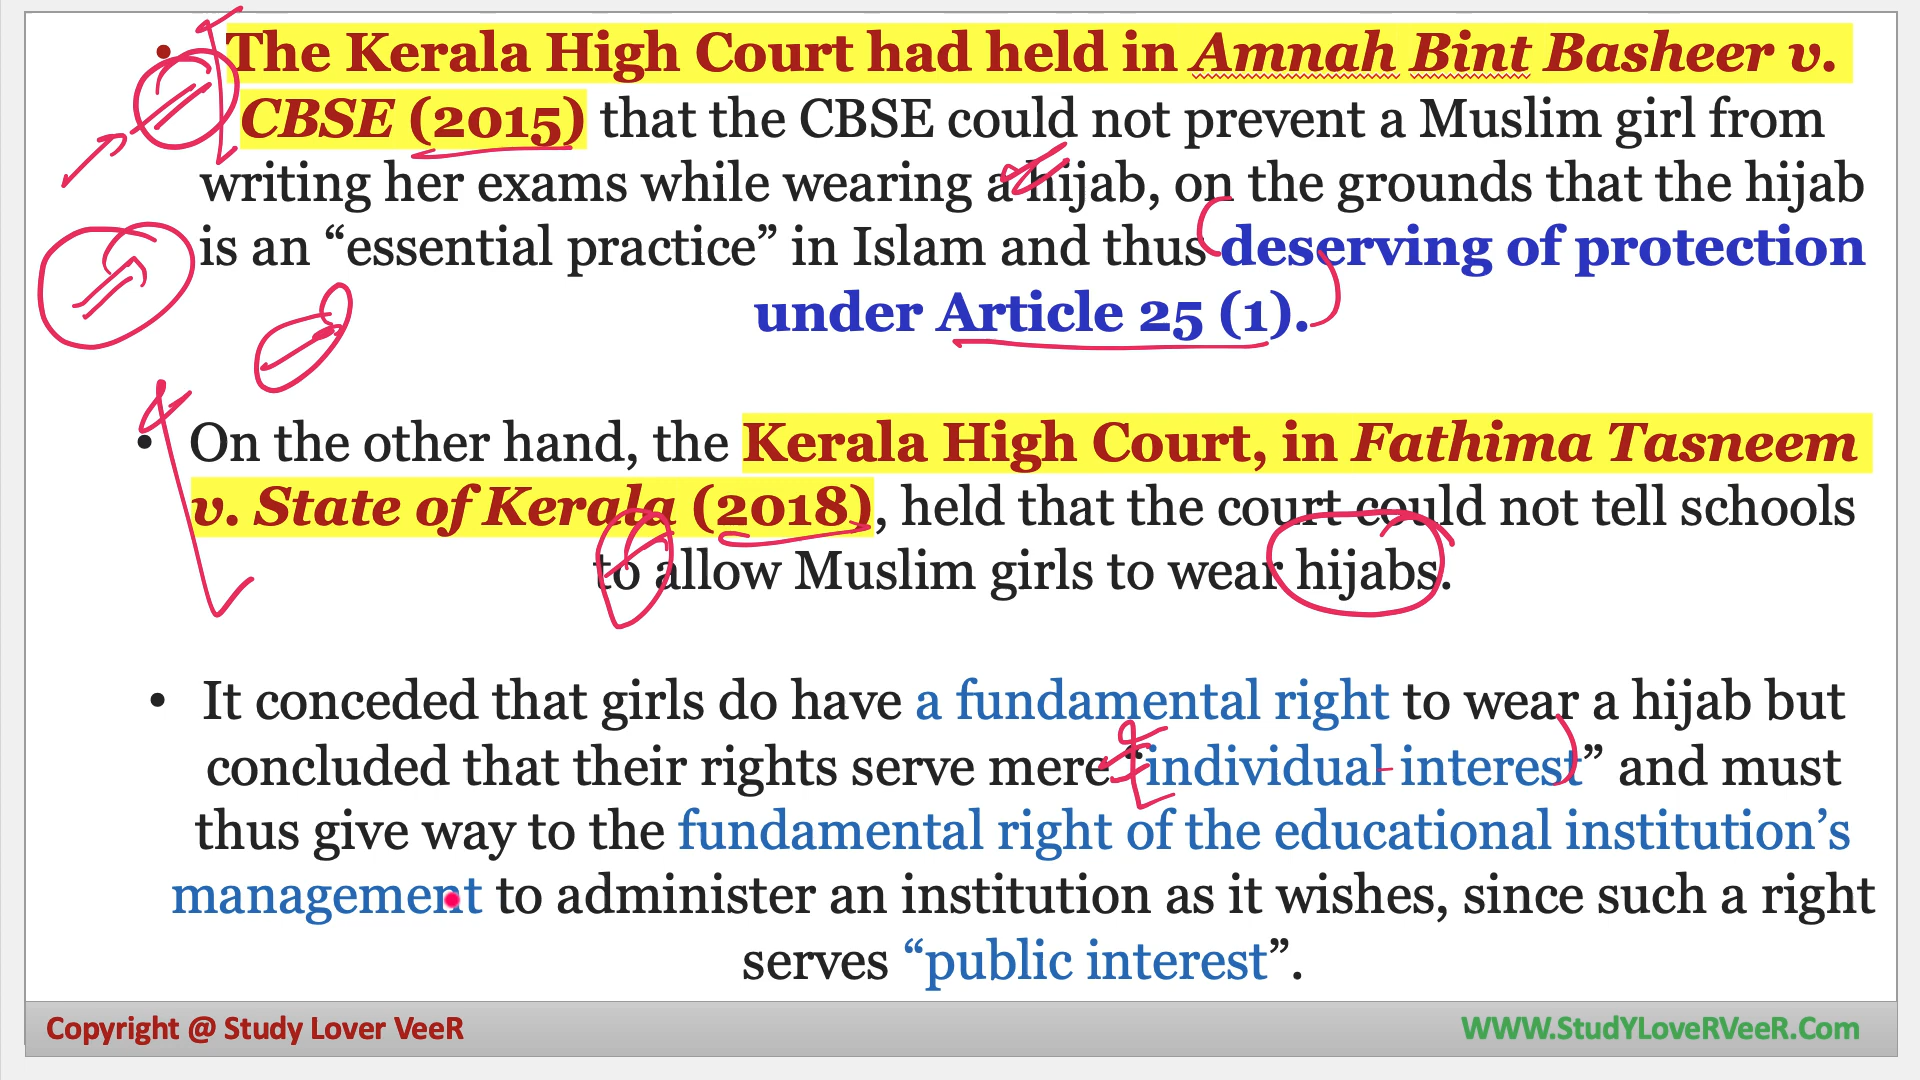 • The Kerala High Court had held in Amnah Bint Basheer v.
CBSE (2015) that the CBSE could not prevent a Muslim girl from
writing her exams while wearing a hijab, on the grounds that the hijab
is an “essential practice” in Islam and thus deserving of protection
under Article 25 (1).
• On the other hand, the Kerala High Court, in Fathima Tasneem
v. State of Kerala (2018), held that the court could not tell schools
to allow Muslim girls to wear hijabs.
• It conceded that girls do have a fundamental right to wear a hijab but
concluded that their rights serve mere “individual interest” and must
thus give way to the fundamental right of the educational institution’s
management to administer an institution as it wishes, since such a right
serves “public interest”.
Copyright @ Study Lover VeeR
WWW.StudYLoveRVeeR.Com